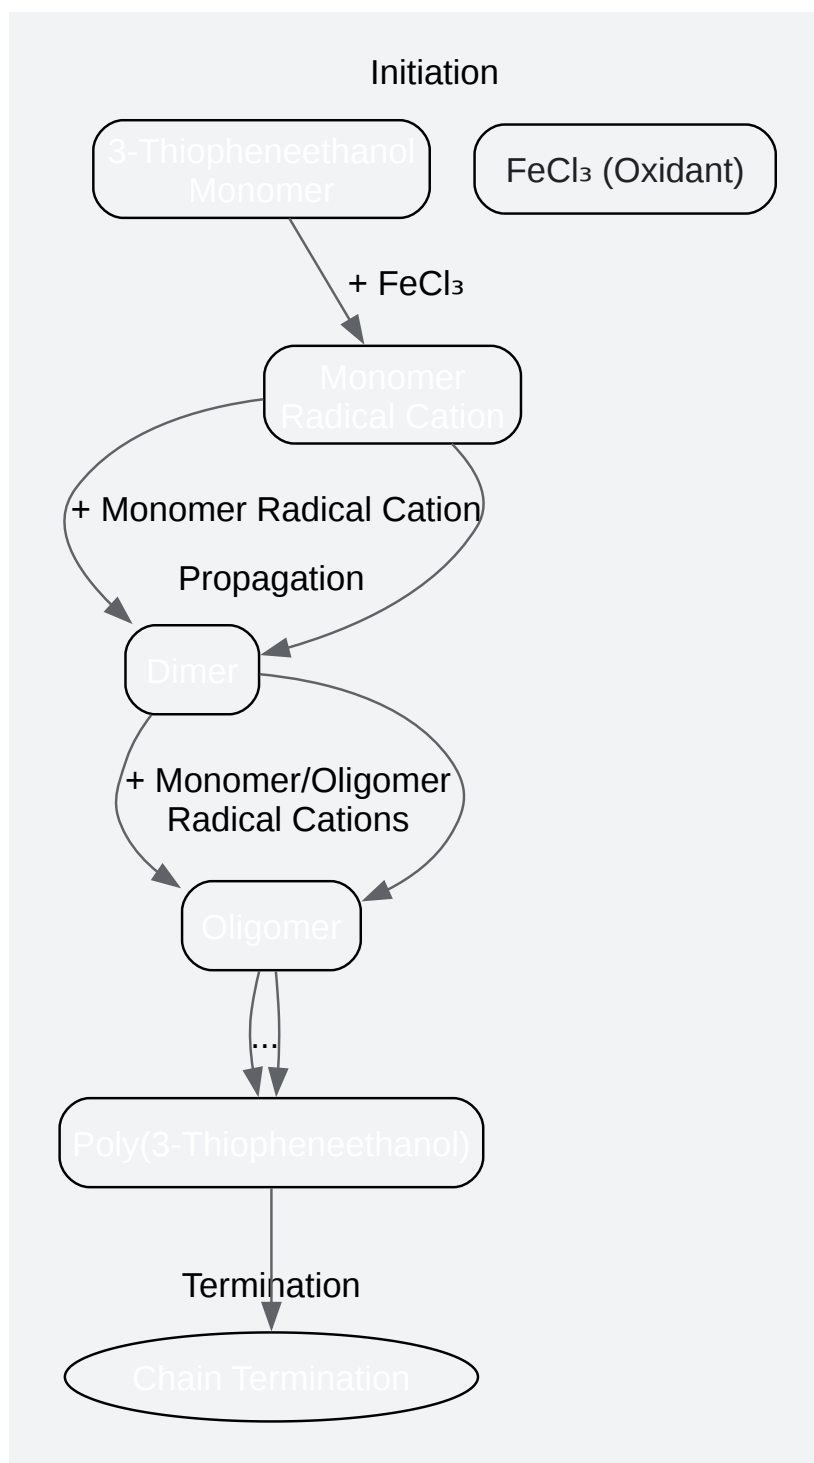 Initiation
3-Thiopheneethanol
Monomer
FeCl₃ (Oxidant)
+ FeCl₃
Monomer
Radical Cation
+ Monomer Radical Cation
Propagation
Dimer
+ Monomer/Oligomer
Radical Cations
Oligomer
...
Poly(3-Thiopheneethanol)
Termination
Chain Termination